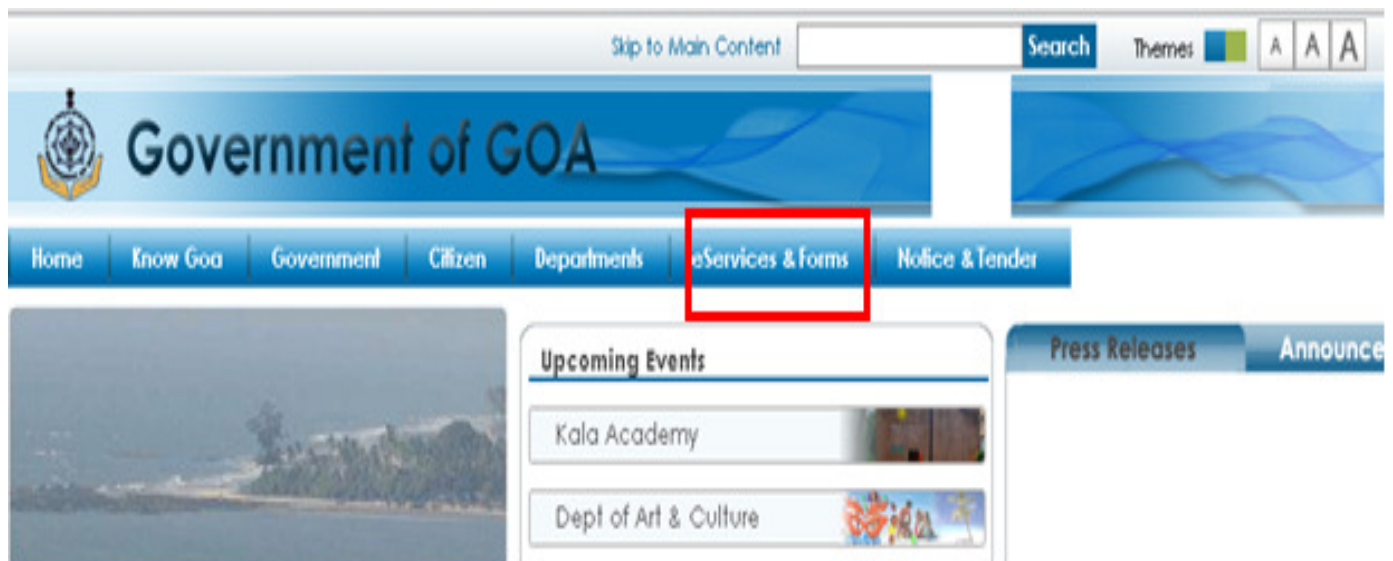 Skip to Main Content Search Themes A A A
Government of GOA
Home Know Goa Government Citizen Departments eServices & Forms Notice & Tender
Upcoming Events
Kala Academy
Dept of Art & Culture
Press Releases Announce